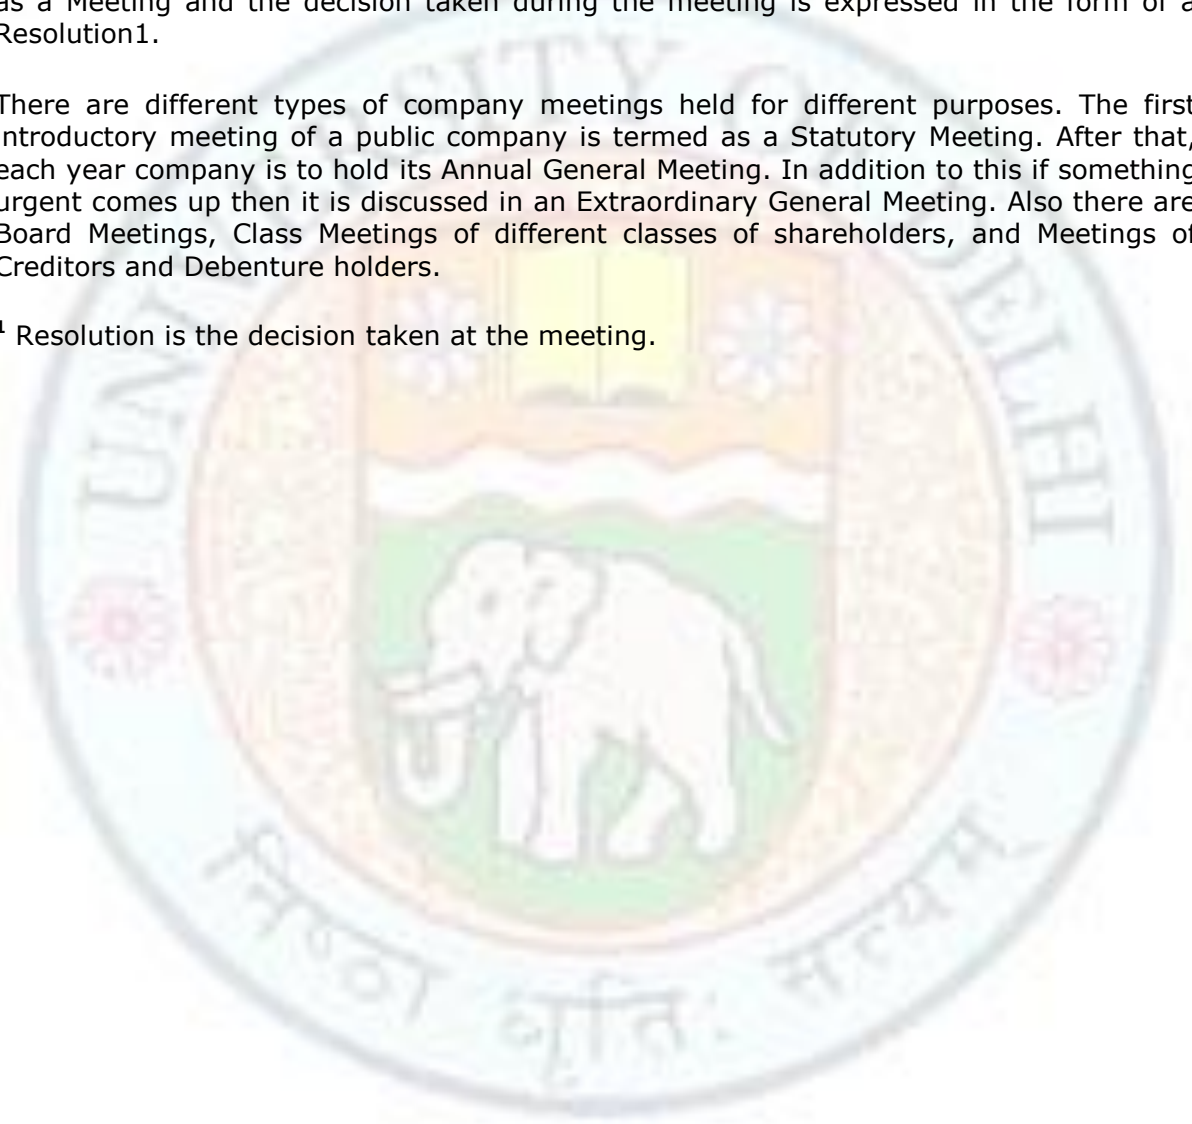 as a Meeting and the decision taken during the meeting is expressed in the form of a
Resolution1.
There are different types of company meetings held for different purposes. The first
introductory meeting of a public company is termed as a Statutory Meeting. After that,
each year company is to hold its Annual General Meeting. In addition to this if something
urgent comes up then it is discussed in an Extraordinary General Meeting. Also there are
Board Meetings, Class Meetings of different classes of shareholders, and Meetings of
Creditors and Debenture holders.
1 Resolution is the decision taken at the meeting.
UNIVERSITY OF DELHI
निष्ठा धृतिः सत्यम्